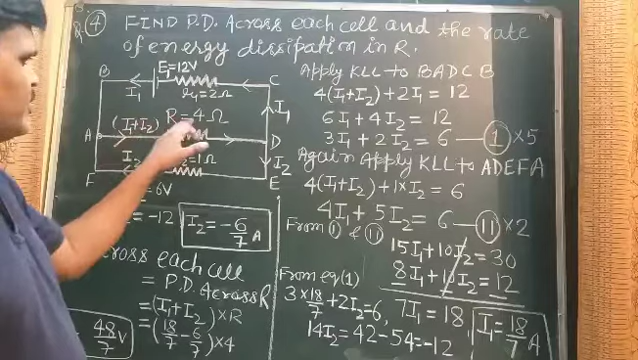 Q ④ FIND P.D. Across each cell and the rate
of energy dissipation in R.
B E₁=12V C
I₁ r₁=2Ω
(I₁+I₂) R=4Ω I₁
A D
I₂ =1Ω I₂
F E
=6V
=-12 I₂=-6/7 A
cross each cell
= P.D. Across R
=(I₁+I₂)×R
=(18/7-6/7)×4
48/7 V
Apply KLL to BADCB
4(I₁+I₂)+2I₁=12
6I₁+4I₂=12
3I₁+2I₂=6 —①×5
Again Apply KLL to ADEFA
4(I₁+I₂)+1×I₂=6
4I₁+5I₂=6 —⑪×2
From ① & ⑪
15I₁+10I₂=30
8I₁+1 I₂=12
7I₁=18, I₁=18/7 A
From eq(1)
3×18/7+2I₂=6,
14I₂=42-54=-12